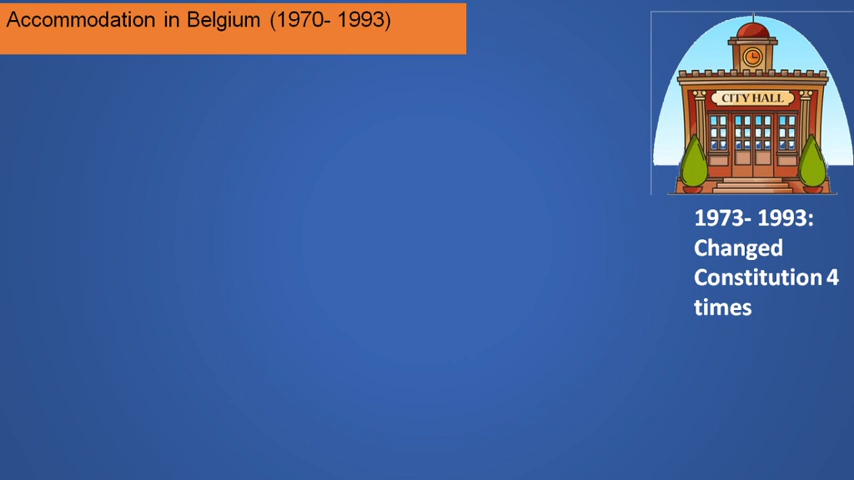 Accommodation in Belgium (1970- 1993)
CITY HALL
1973- 1993:
Changed
Constitution 4
times